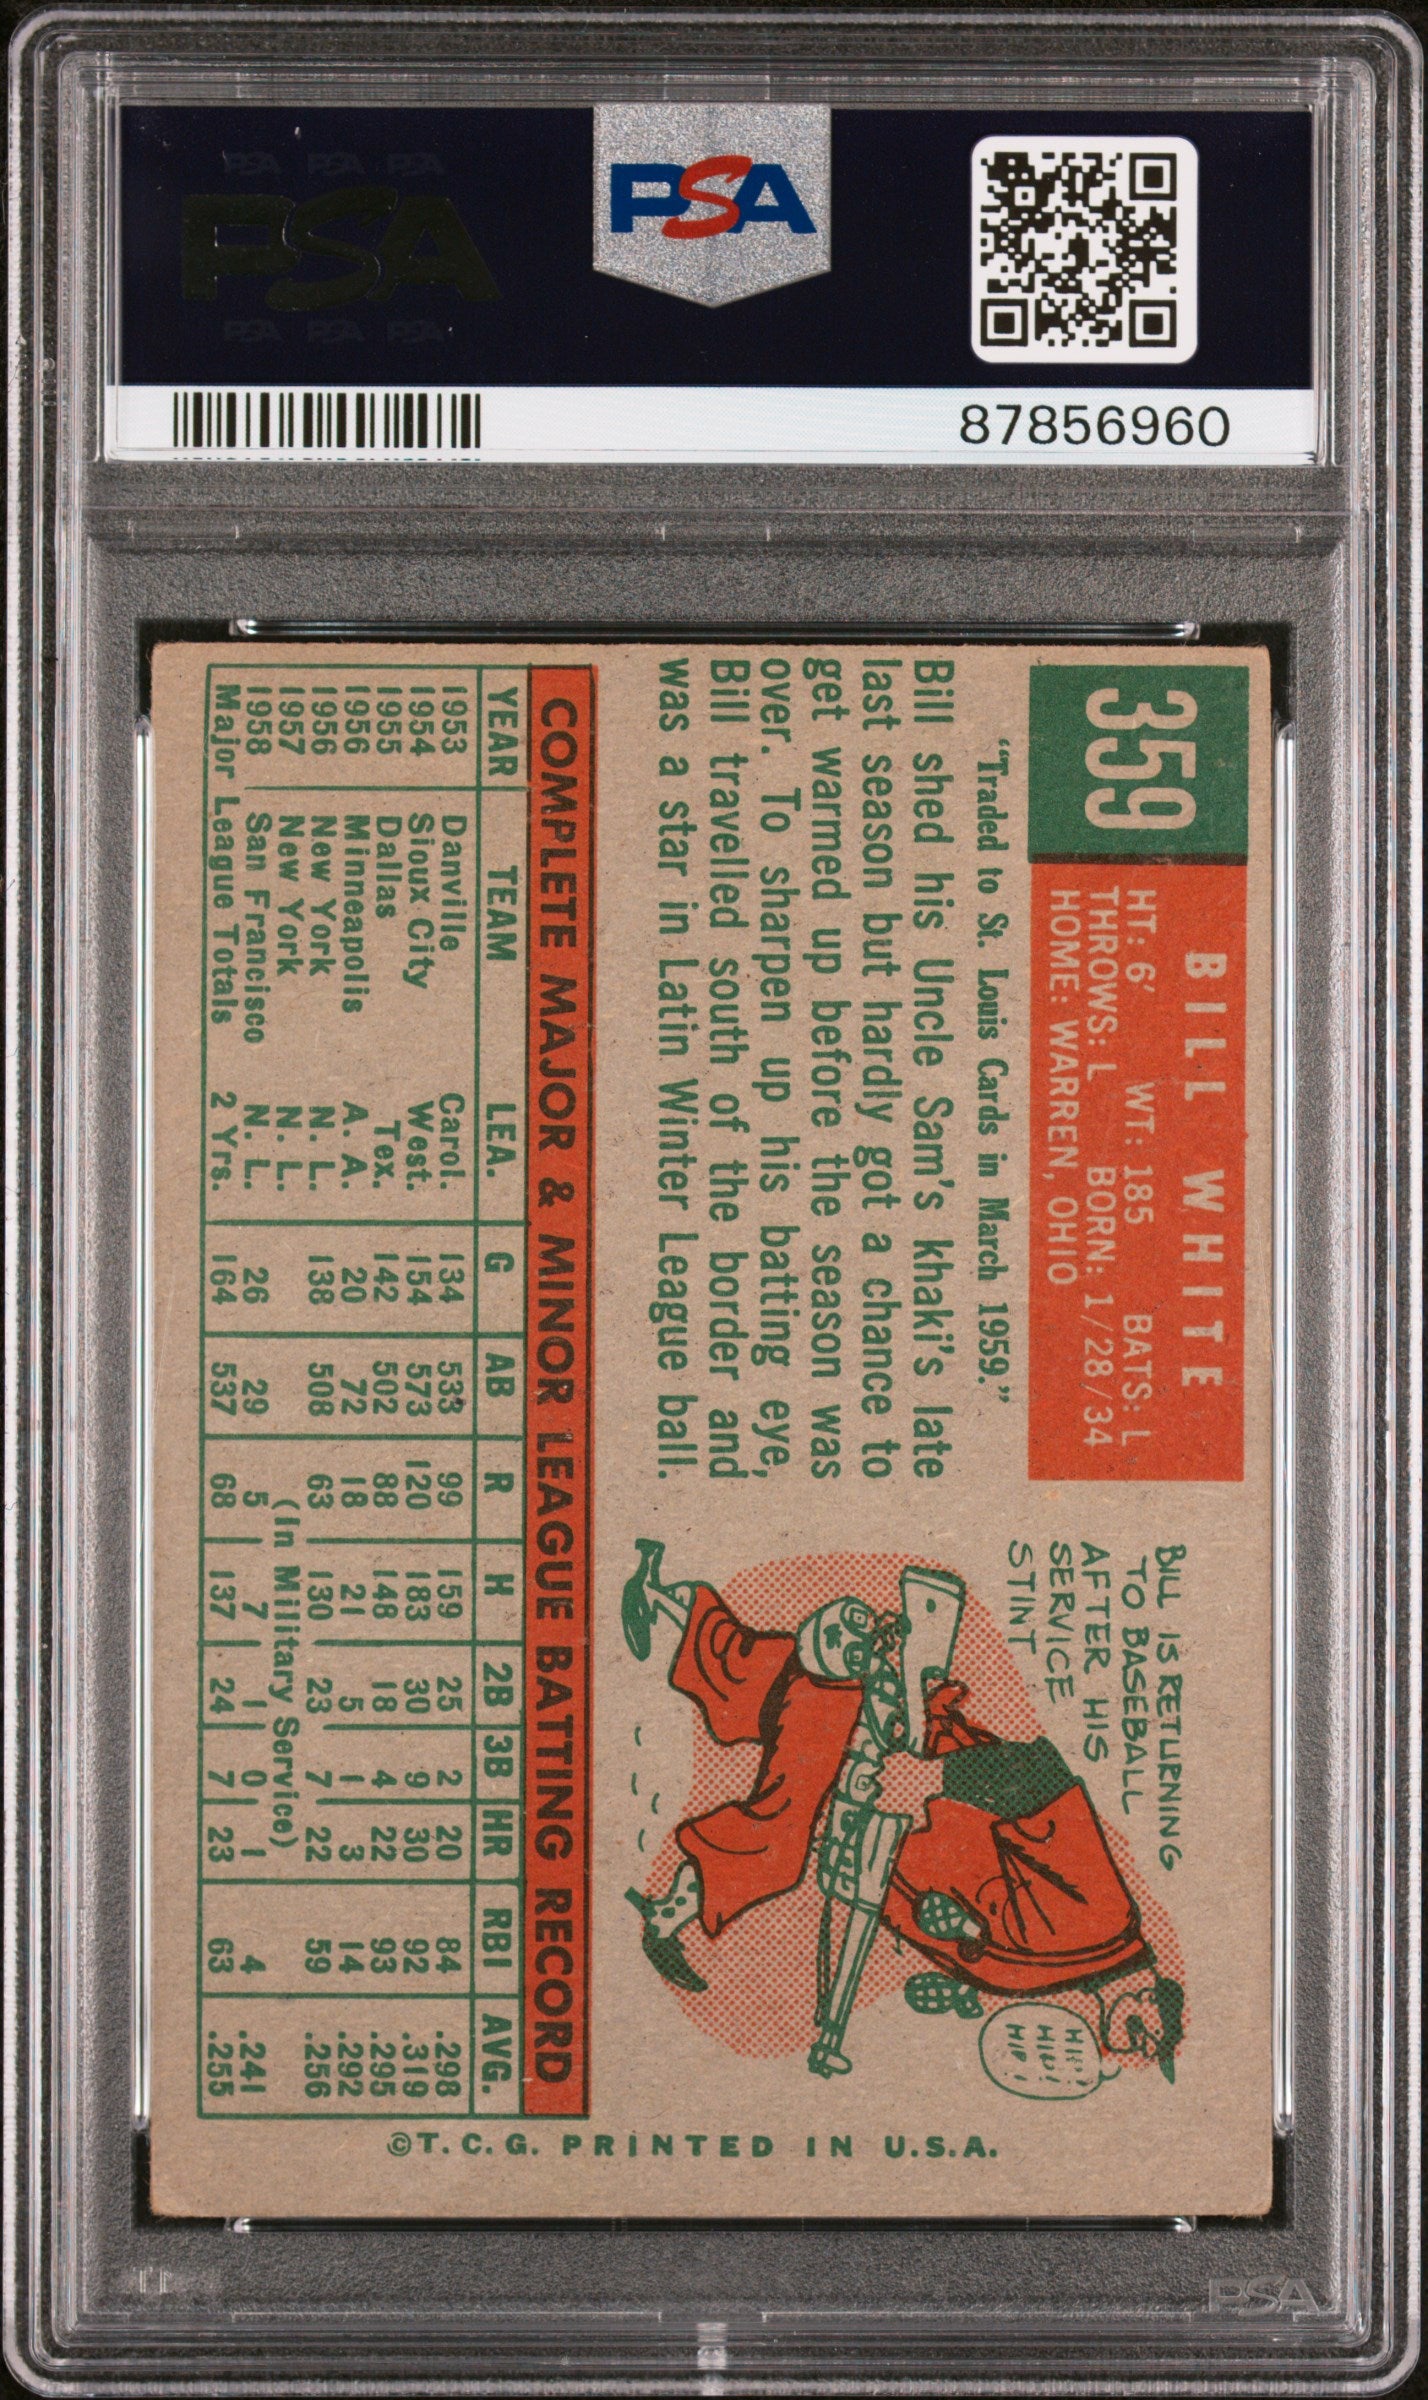 PSA PSA PSA
PSA
PSA PSA PSA
PSA
87856960
359
BILL WHITE
HT: 6' WT: 185 BATS: L
THROWS: L BORN: 1/28/34
HOME: WARREN, OHIO
"Traded to St. Louis Cards in March 1959."
Bill shed his Uncle Sam's khaki's late
last season but hardly got a chance to
get warmed up before the season was
over. To sharpen up his batting eye,
Bill travelled south of the border and
was a star in Latin Winter League ball.
BILL IS RETURNING
TO BASEBALL
AFTER HIS
SERVICE
STINT
HIP!
HIP!
HIP!
COMPLETE MAJOR & MINOR LEAGUE BATTING RECORD
YEAR TEAM LEA. G AB R H 2B 3B HR RBI AVG.
1953 Danville Carol. 134 533 99 159 25 2 20 84 .298
1954 Sioux City West. 154 573 120 183 30 9 30 92 .319
1955 Dallas Tex. 142 502 88 148 18 4 22 93 .295
1956 Minneapolis A. A. 20 72 18 21 5 1 3 14 .292
1956 New York N. L. 138 508 63 130 23 7 22 59 .256
1957 New York N. L. (In Military Service)
1958 San Francisco N. L. 26 29 5 7 1 0 1 4 .241
Major League Totals 2 Yrs. 164 537 68 137 24 7 23 63 .255
©T. C. G. PRINTED IN U.S.A.
PSA